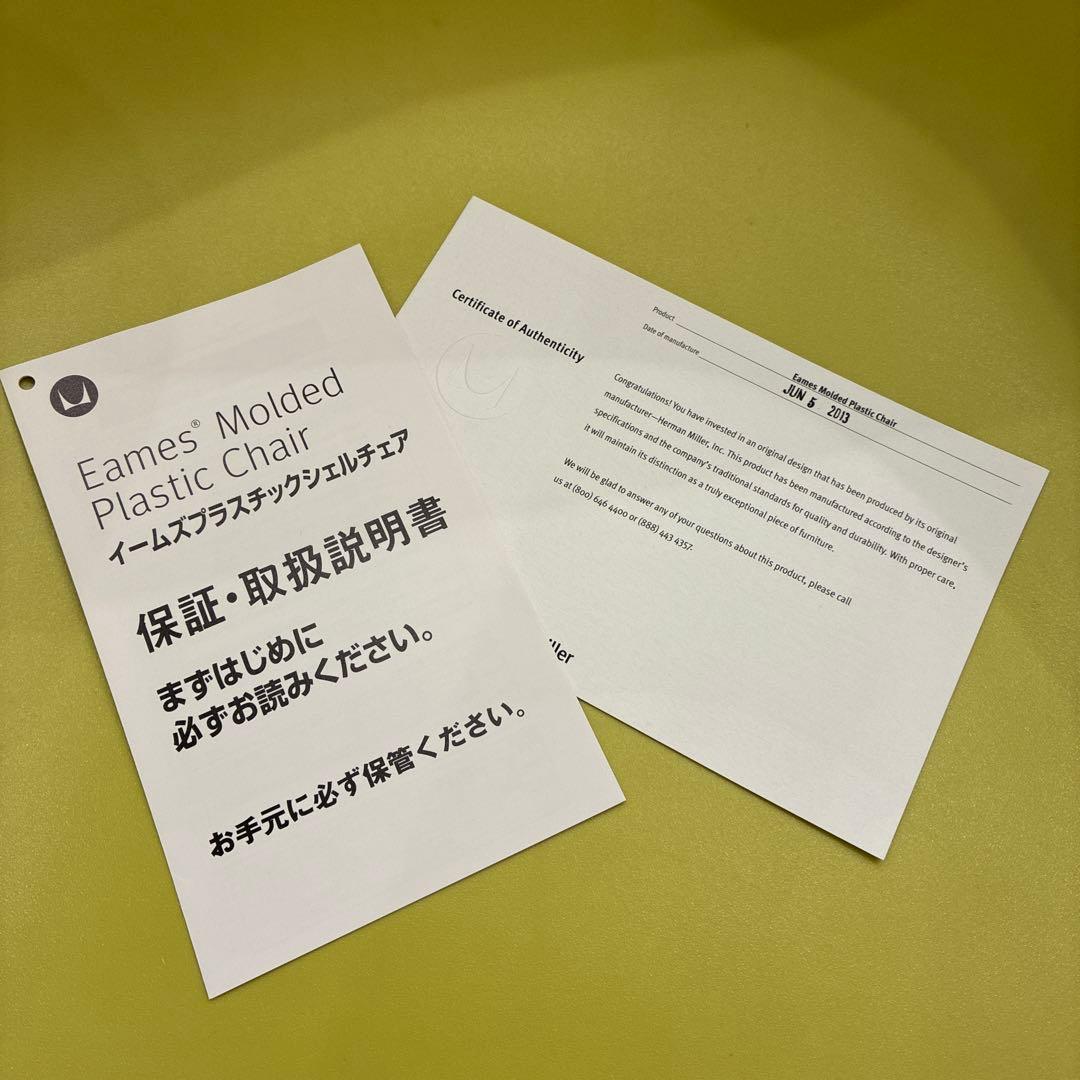 Eames® Molded
Plastic Chair
イームズプラスチックシェルチェア
保証・取扱説明書
まずはじめに
必ずお読みください。
お手元に必ず保管ください。
Certificate of Authenticity
Product
Eames Molded Plastic Chair
Date of manufacture
JUN 5 2013
Congratulations! You have invested in an original design that has been produced by its original
manufacturer—Herman Miller, Inc. This product has been manufactured according to the designer's
specifications and the company's traditional standards for quality and durability. With proper care,
it will maintain its distinction as a truly exceptional piece of furniture.
We will be glad to answer any of your questions about this product, please call
us at (800) 646 4400 or (888) 443 4357.